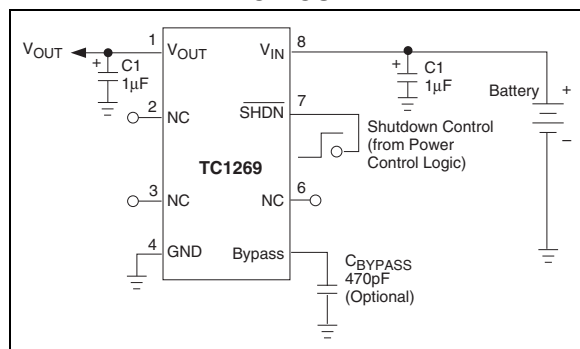 VOUT
1
VOUT
+
C1
1µF
2
NC
3
NC
4
GND
TC1269
VIN
8
SHDN
7
NC
6
Bypass
+
C1
1µF
Battery
+
–
Shutdown Control
(from Power
Control Logic)
CBYPASS
470pF
(Optional)